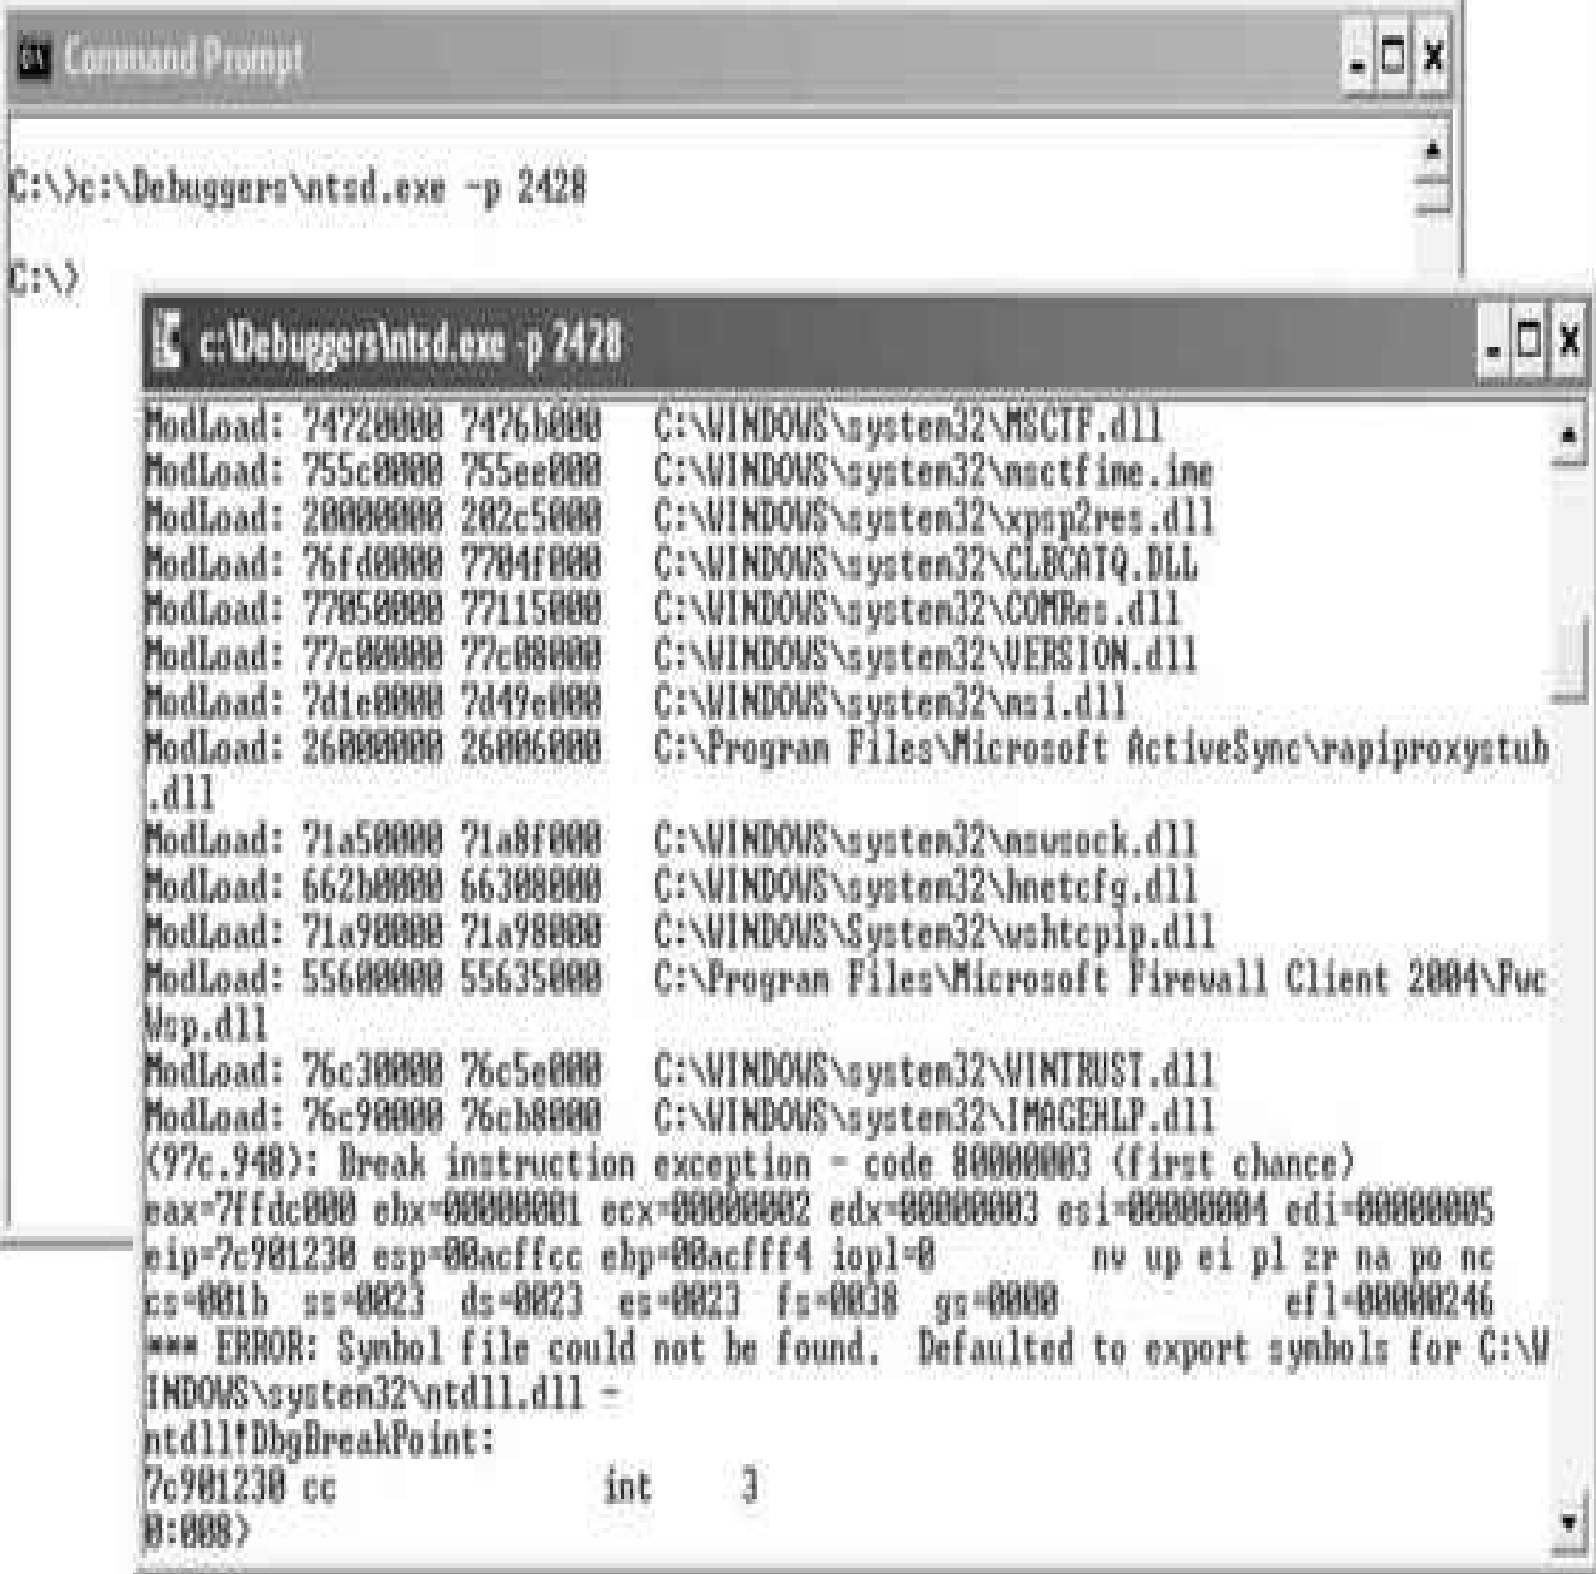 Command Prompt
C:\>c:\Debuggers\ntsd.exe -p 2428
C:\>
c:\Debuggers\ntsd.exe -p 2428
ModLoad: 74720000 7476b000   C:\WINDOWS\system32\MSCTF.dll
ModLoad: 755c0000 755ee000   C:\WINDOWS\system32\msctfime.ime
ModLoad: 20000000 202c5000   C:\WINDOWS\system32\xpsp2res.dll
ModLoad: 76fd0000 7704f000   C:\WINDOWS\system32\CLBCATQ.DLL
ModLoad: 77050000 77115000   C:\WINDOWS\system32\COMRes.dll
ModLoad: 77c00000 77c08000   C:\WINDOWS\system32\VERSION.dll
ModLoad: 7d1e0000 7d49e000   C:\WINDOWS\system32\msi.dll
ModLoad: 26000000 26006000   C:\Program Files\Microsoft ActiveSync\rapiproxystub
.dll
ModLoad: 71a50000 71a8f000   C:\WINDOWS\system32\mswsock.dll
ModLoad: 662b0000 66308000   C:\WINDOWS\system32\hnetcfg.dll
ModLoad: 71a90000 71a98000   C:\WINDOWS\System32\wshtcpip.dll
ModLoad: 55600000 55635000   C:\Program Files\Microsoft Firewall Client 2004\Fwc
Wsp.dll
ModLoad: 76c30000 76c5e000   C:\WINDOWS\system32\WINTRUST.dll
ModLoad: 76c90000 76cb8000   C:\WINDOWS\system32\IMAGEHLP.dll
(97c.948): Break instruction exception - code 80000003 (first chance)
eax=7ffdc000 ebx=00000001 ecx=00000002 edx=00000003 esi=00000004 edi=00000005
eip=7c901230 esp=00acffcc ebp=00acfff4 iopl=0         nv up ei pl zr na po nc
cs=001b  ss=0023  ds=0023  es=0023  fs=0038  gs=0000             efl=00000246
*** ERROR: Symbol file could not be found.  Defaulted to export symbols for C:\W
INDOWS\system32\ntdll.dll -
ntdll!DbgBreakPoint:
7c901230 cc              int     3
0:008>